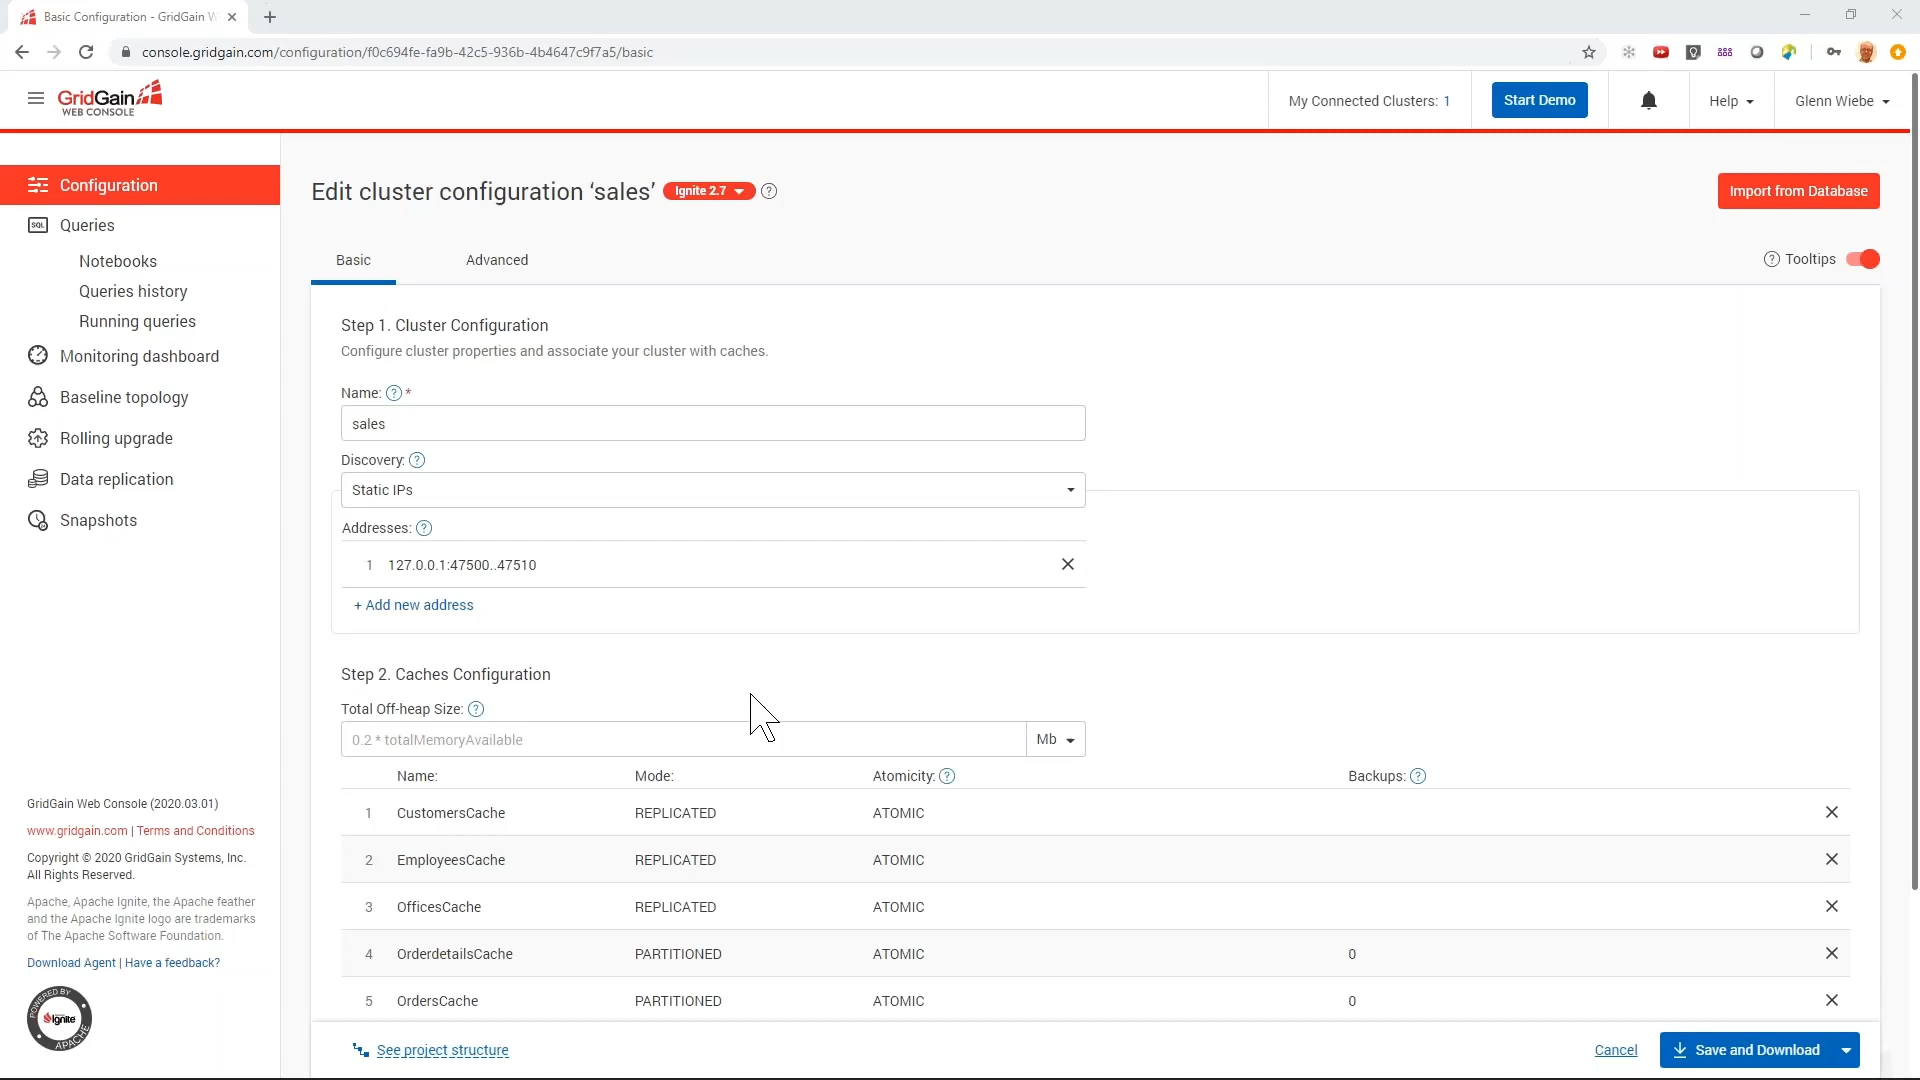 Basic Configuration - GridGain W
console.gridgain.com/configuration/f0c694fe-fa9b-42c5-936b-4b4647c9f7a5/basic
GridGain
WEB CONSOLE
My Connected Clusters: 1
Start Demo
Help
Glenn Wiebe
Configuration
SQL Queries
Notebooks
Queries history
Running queries
Monitoring dashboard
Baseline topology
Rolling upgrade
Data replication
Snapshots
GridGain Web Console (2020.03.01)
www.gridgain.com | Terms and Conditions
Copyright © 2020 GridGain Systems, Inc.
All Rights Reserved.
Apache, Apache Ignite, the Apache feather
and the Apache Ignite logo are trademarks
of The Apache Software Foundation.
Download Agent | Have a feedback?
POWERED BY
Ignite
APACHE
Edit cluster configuration ‘sales’ Ignite 2.7 ?
Import from Database
Basic
Advanced
? Tooltips
Step 1. Cluster Configuration
Configure cluster properties and associate your cluster with caches.
Name: ? *
sales
Discovery: ?
Static IPs
Addresses: ?
1 127.0.0.1:47500..47510
+ Add new address
Step 2. Caches Configuration
Total Off-heap Size: ?
0.2 * totalMemoryAvailable Mb
Name: Mode: Atomicity: ? Backups: ?
1 CustomersCache REPLICATED ATOMIC
2 EmployeesCache REPLICATED ATOMIC
3 OfficesCache REPLICATED ATOMIC
4 OrderdetailsCache PARTITIONED ATOMIC 0
5 OrdersCache PARTITIONED ATOMIC 0
See project structure
Cancel
Save and Download